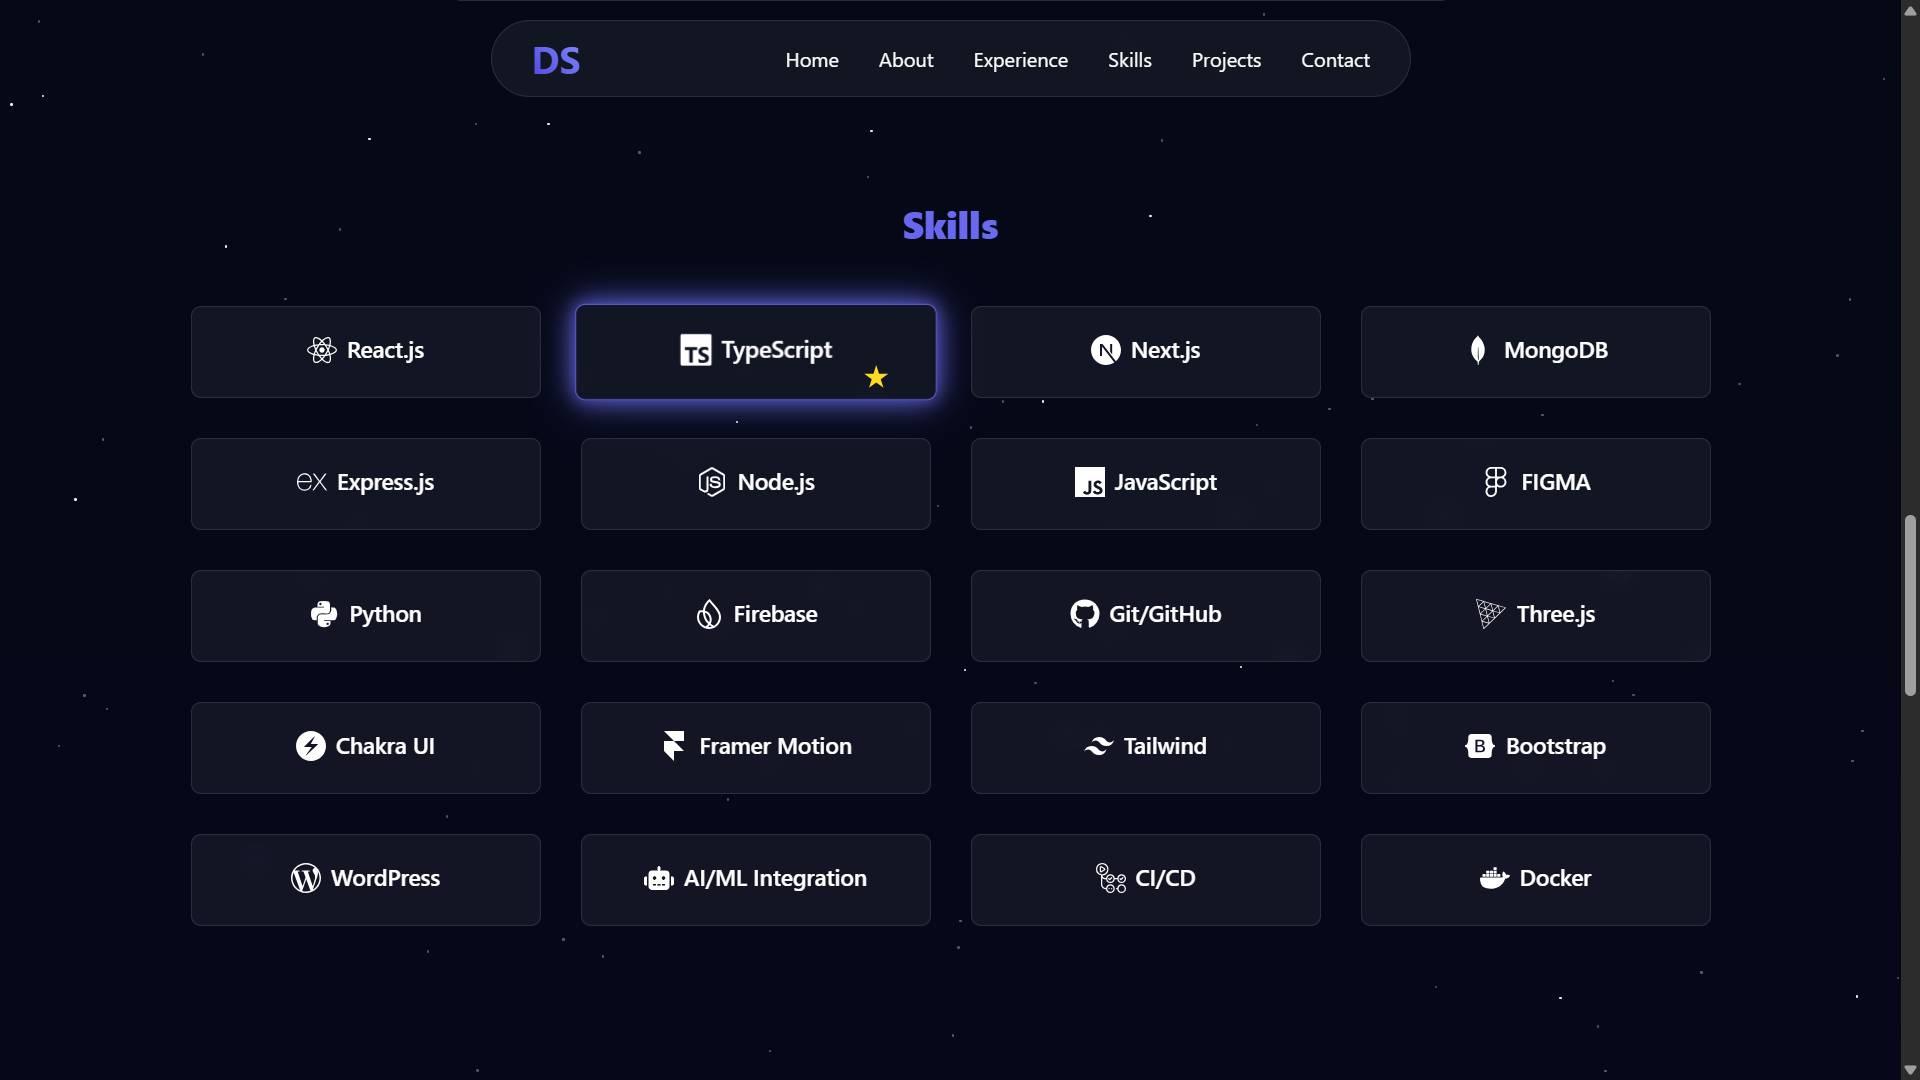 DS Home About Experience Skills Projects Contact
Skills
React.js TypeScript Next.js MongoDB
Express.js Node.js JavaScript FIGMA
Python Firebase Git/GitHub Three.js
Chakra UI Framer Motion Tailwind Bootstrap
WordPress AI/ML Integration CI/CD Docker